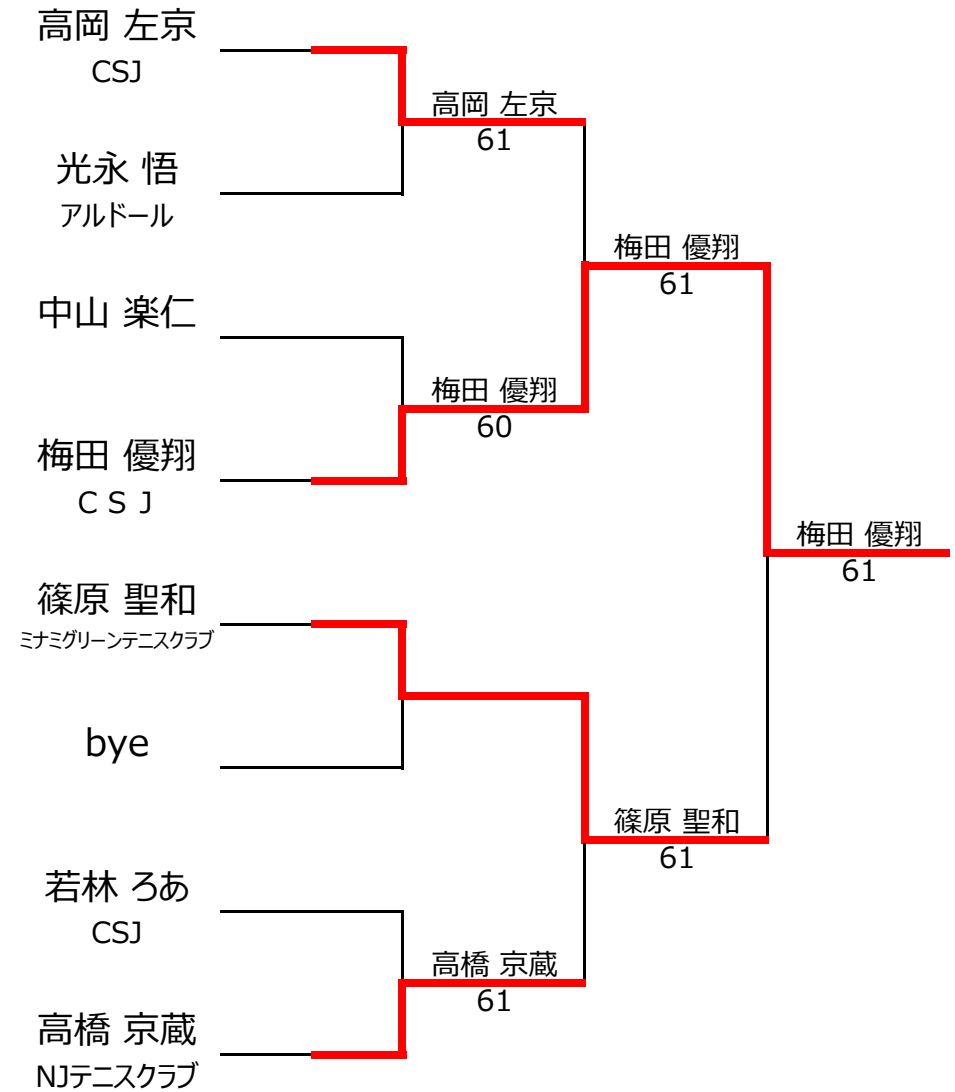 高岡 左京
CSJ
光永 悟
アルドール
中山 楽仁
梅田 優翔
ＣＳＪ
篠原 聖和
ミナミグリーンテニスクラブ
bye
若林 ろあ
CSJ
高橋 京蔵
NJテニスクラブ
高岡 左京
61
梅田 優翔
60
高橋 京蔵
61
梅田 優翔
61
篠原 聖和
61
梅田 優翔
61